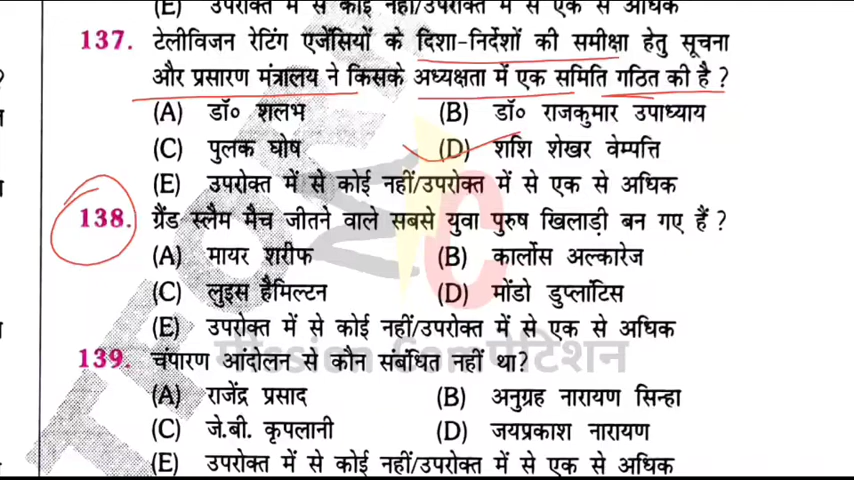 (E) उपरोक्त में से कोई नहीं/उपरोक्त में से एक से अधिक
137. टेलीविजन रेटिंग एजेंसियों के दिशा-निर्देशों की समीक्षा हेतु सूचना
और प्रसारण मंत्रालय ने किसके अध्यक्षता में एक समिति गठित की है ?
(A) डॉ० शलभ (B) डॉ० राजकुमार उपाध्याय
(C) पुलक घोष (D) शशि शेखर वेम्पत्ति
(E) उपरोक्त में से कोई नहीं/उपरोक्त में से एक से अधिक
138. ग्रैंड स्लैम मैच जीतने वाले सबसे युवा पुरुष खिलाड़ी बन गए हैं ?
(A) मायर शरीफ (B) कार्लोस अल्कारेज
(C) लुइस हैमिल्टन (D) मोंडो डुप्लांटिस
(E) उपरोक्त में से कोई नहीं/उपरोक्त में से एक से अधिक
139. चंपारण आंदोलन से कौन संबंधित नहीं था?
(A) राजेंद्र प्रसाद (B) अनुग्रह नारायण सिन्हा
(C) जे.बी. कृपलानी (D) जयप्रकाश नारायण
(E) उपरोक्त में से कोई नहीं/उपरोक्त में से एक से अधिक